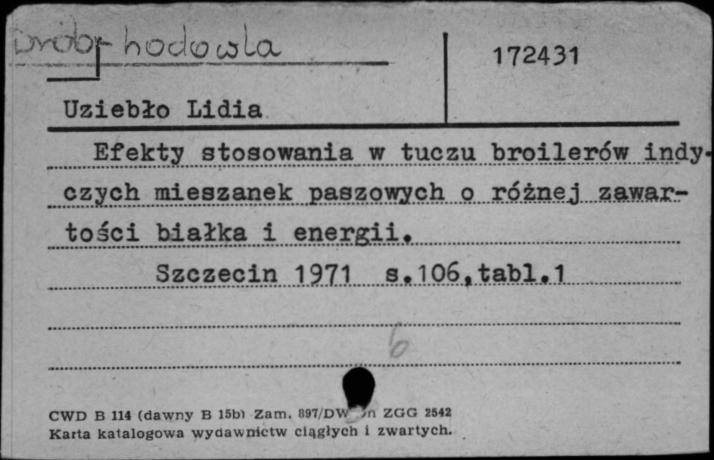 Drób hodowla
172431
Uziebło Lidia
Efekty stosowania w tuczu broilerów indy-
czych mieszanek paszowych o różnej zawar-
tości białka i energii.
Szczecin 1971 s.106,tabl.1
6
CWD B 114 (dawny B 15b) Zam. 897/DW ZGG 2542
Karta katalogowa wydawnictw ciągłych i zwartych.